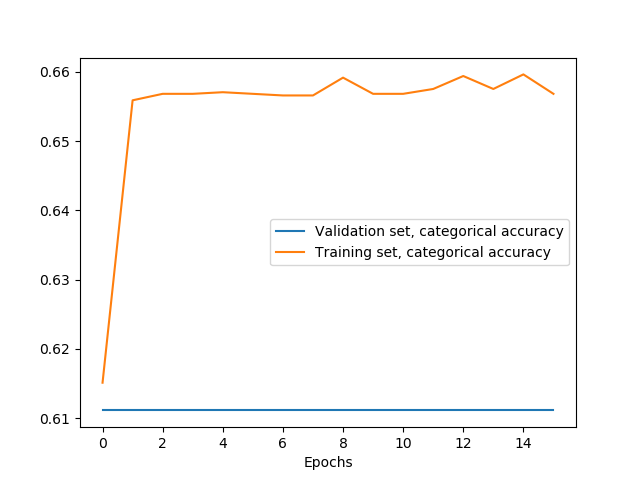 0.66
0.65
0.64
0.63
0.62
0.61
Validation set, categorical accuracy
Training set, categorical accuracy
0 2 4 6 8 10 12 14
Epochs